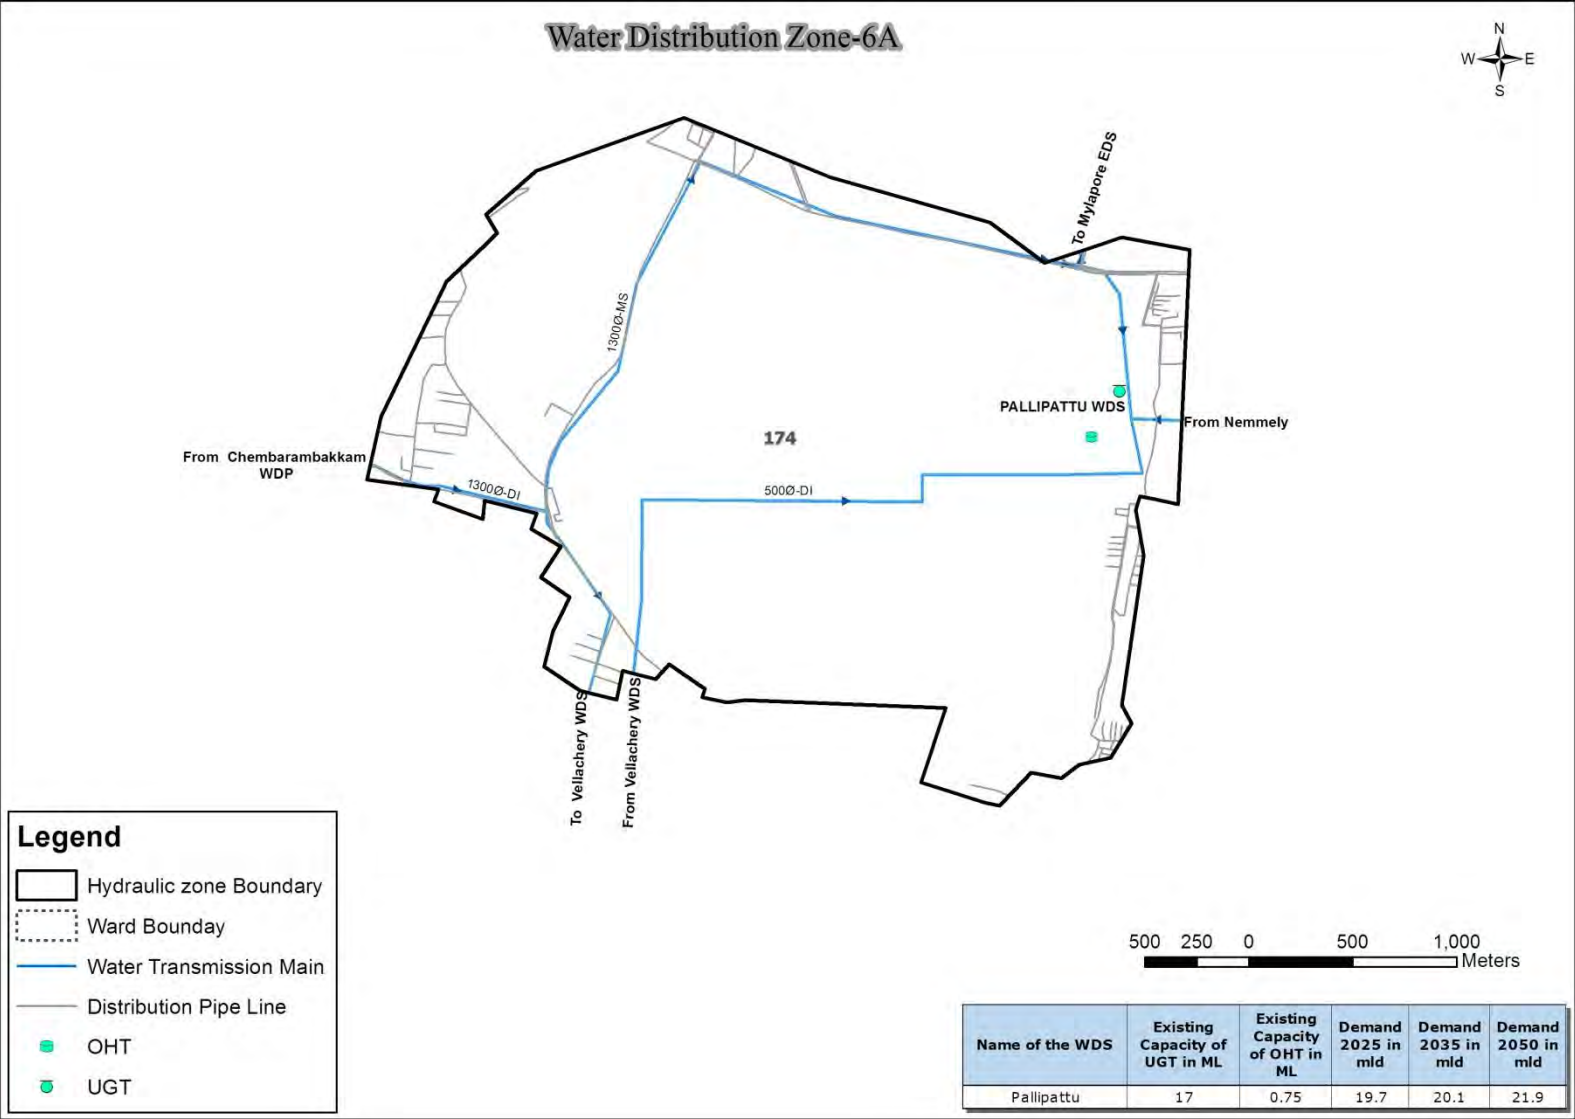 Water Distribution Zone-6A
N
W
E
S
To Mylapore EDS
1300Ø-MS
PALLIPATTU WDS
From Nemmely
174
From Chembarambakkam
WDP
1300Ø-DI
500Ø-DI
To Vellachery WDS
From Vellachery WDS
Legend
Hydraulic zone Boundary
Ward Bounday
Water Transmission Main
Distribution Pipe Line
OHT
UGT
500 250 0 500 1,000
Meters
Name of the WDS
Existing
Capacity of
UGT in ML
Existing
Capacity
of OHT in
ML
Demand
2025 in
mld
Demand
2035 in
mld
Demand
2050 in
mld
Pallipattu 17 0.75 19.7 20.1 21.9